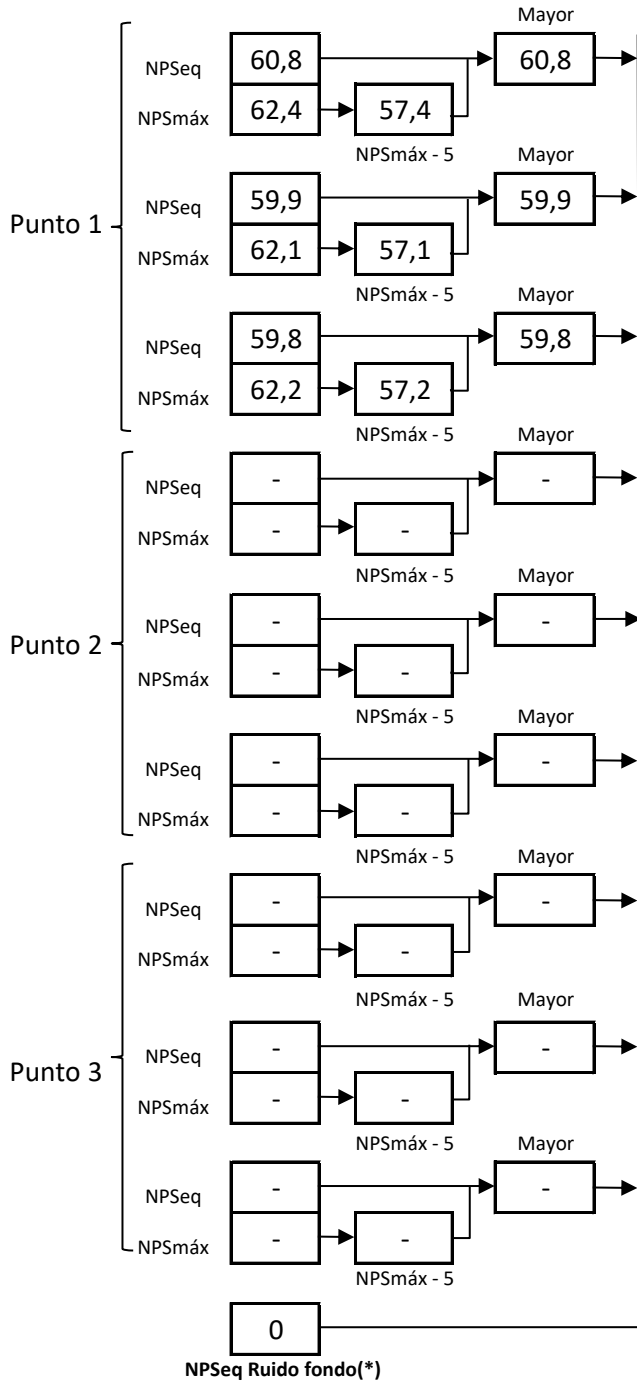 Mayor
NPSeq 60,8 60,8
NPSmáx 62,4 57,4
NPSmáx - 5 Mayor
NPSeq 59,9 59,9
Punto 1
NPSmáx 62,1 57,1
NPSmáx - 5 Mayor
NPSeq 59,8 59,8
NPSmáx 62,2 57,2
NPSmáx - 5 Mayor
NPSeq - -
NPSmáx - -
NPSmáx - 5 Mayor
NPSeq - -
Punto 2
NPSmáx - -
NPSmáx - 5 Mayor
NPSeq - -
NPSmáx - -
NPSmáx - 5 Mayor
NPSeq - -
NPSmáx - -
NPSmáx - 5 Mayor
NPSeq - -
Punto 3
NPSmáx - -
NPSmáx - 5 Mayor
NPSeq - -
NPSmáx - -
NPSmáx - 5
0
NPSeq Ruido fondo(*)